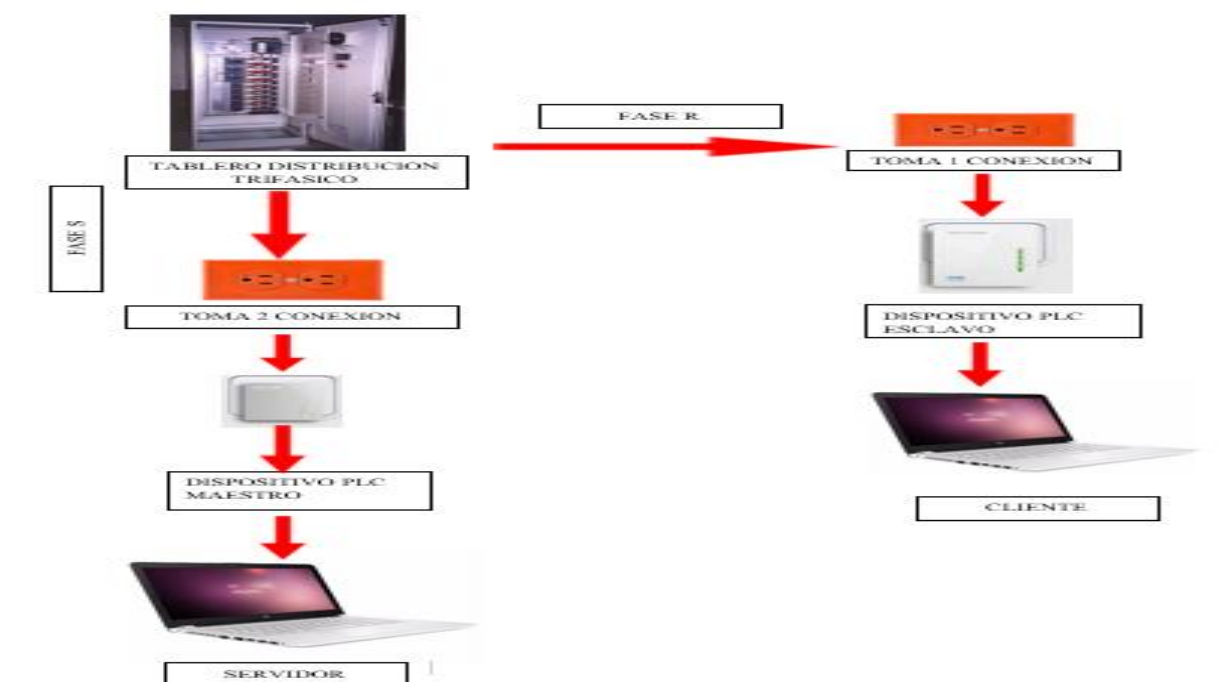 FASE R
TABLERO DISTRIBUCION
TRIFASICO
TOMA 1 CONEXION
FASE S
TOMA 2 CONEXION
DISPOSITIVO PLC
ESCLAVO
DISPOSITIVO PLC
MAESTRO
CLIENTE
SERVIDOR